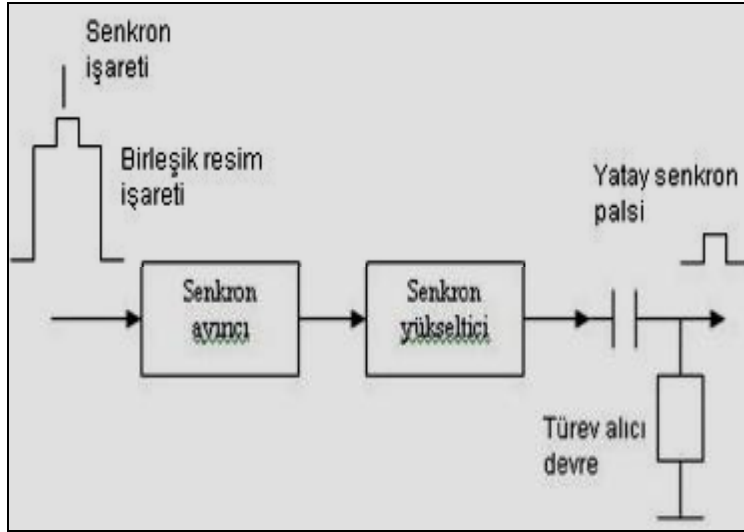 Senkron
işareti
Birleşik resim
işareti
Yatay senkron
palsi
Senkron
ayırıcı
Senkron
yükseltici
Türev alıcı
devre